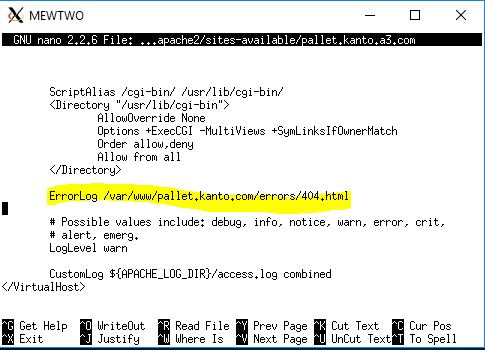 MEWTWO
GNU nano 2.2.6 File: ...apache2/sites-available/pallet.kanto.a3.com
ScriptAlias /cgi-bin/ /usr/lib/cgi-bin/
<Directory "/usr/lib/cgi-bin">
AllowOverride None
Options +ExecCGI -MultiViews +SymLinksIfOwnerMatch
Order allow,deny
Allow from all
</Directory>
ErrorLog /var/www/pallet.kanto.com/errors/404.html
# Possible values include: debug, info, notice, warn, error, crit,
# alert, emerg.
LogLevel warn
CustomLog ${APACHE_LOG_DIR}/access.log combined
</VirtualHost>
^G Get Help ^O WriteOut ^R Read File ^Y Prev Page ^K Cut Text ^C Cur Pos
^X Exit ^J Justify ^W Where Is ^V Next Page ^U UnCut Text ^T To Spell